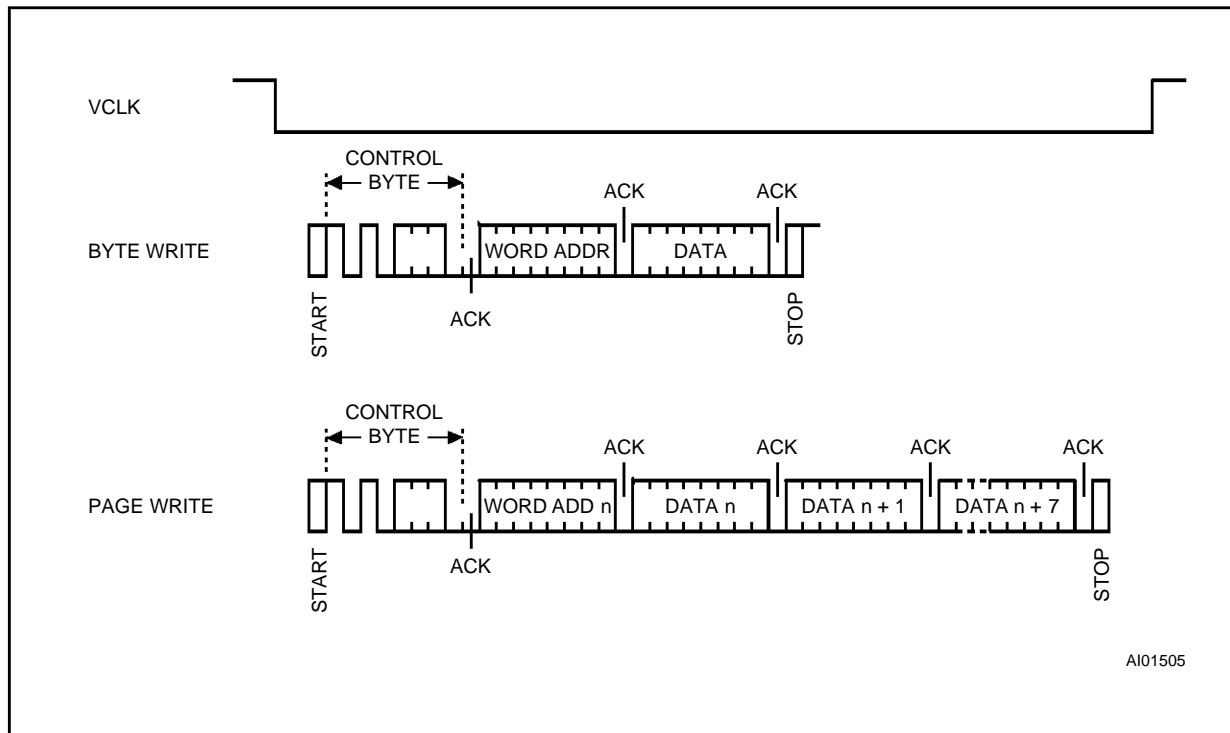 VCLK
CONTROL
BYTE
ACK
ACK
BYTE WRITE
WORD ADDR
DATA
START
ACK
STOP
CONTROL
BYTE
ACK
ACK
ACK
ACK
PAGE WRITE
WORD ADD n
DATA n
DATA n + 1
DATA n + 7
START
ACK
STOP
AI01505